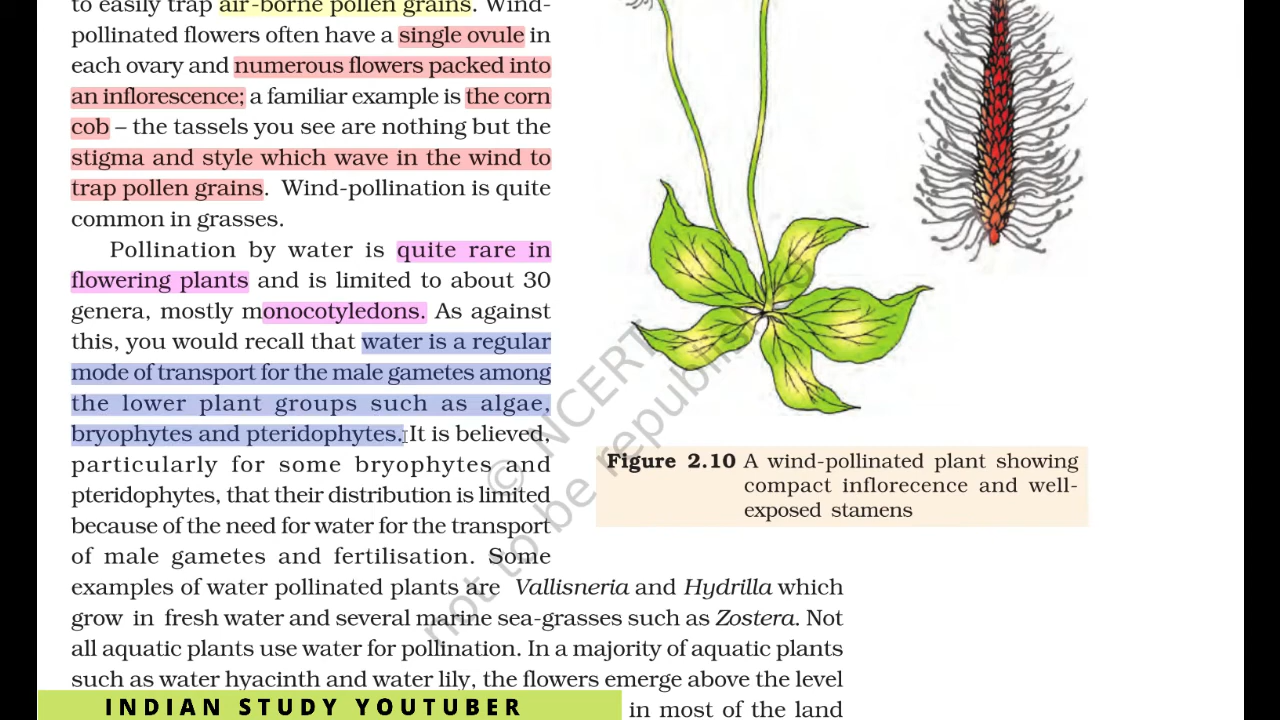 to easily trap air-borne pollen grains. Wind-
pollinated flowers often have a single ovule in
each ovary and numerous flowers packed into
an inflorescence; a familiar example is the corn
cob – the tassels you see are nothing but the
stigma and style which wave in the wind to
trap pollen grains. Wind-pollination is quite
common in grasses.
Pollination by water is quite rare in
flowering plants and is limited to about 30
genera, mostly monocotyledons. As against
this, you would recall that water is a regular
mode of transport for the male gametes among
the lower plant groups such as algae,
bryophytes and pteridophytes. It is believed,
particularly for some bryophytes and
pteridophytes, that their distribution is limited
because of the need for water for the transport
of male gametes and fertilisation. Some
examples of water pollinated plants are Vallisneria and Hydrilla which
grow in fresh water and several marine sea-grasses such as Zostera. Not
all aquatic plants use water for pollination. In a majority of aquatic plants
such as water hyacinth and water lily, the flowers emerge above the level
in most of the land
Figure 2.10 A wind-pollinated plant showing
compact inflorecence and well-
exposed stamens
© NCERT
not to be republi
INDIAN STUDY YOUTUBER